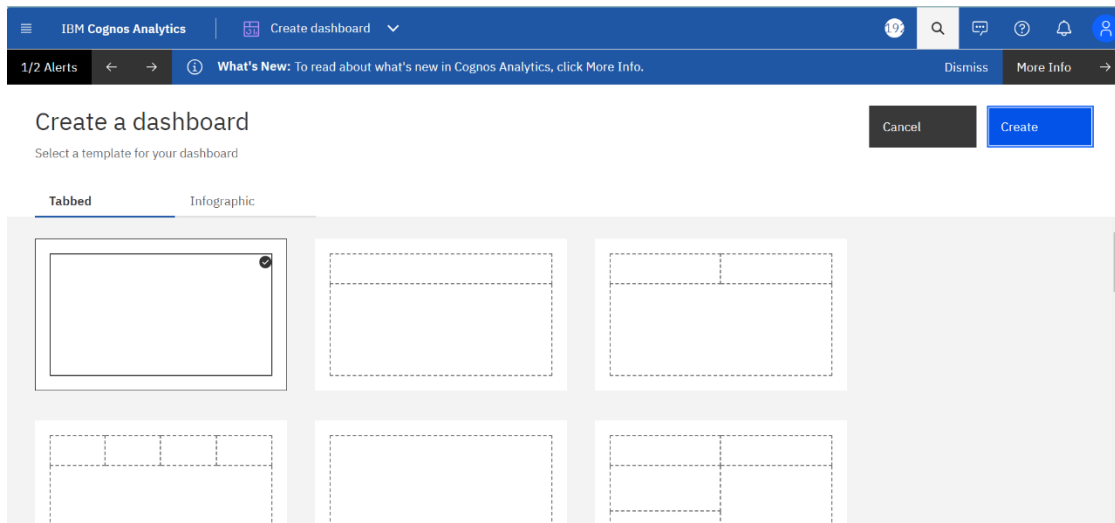 IBM Cognos Analytics
Create dashboard
1/2 Alerts
What's New: To read about what's new in Cognos Analytics, click More Info.
Dismiss
More Info
Create a dashboard
Cancel
Create
Select a template for your dashboard
Tabbed
Infographic